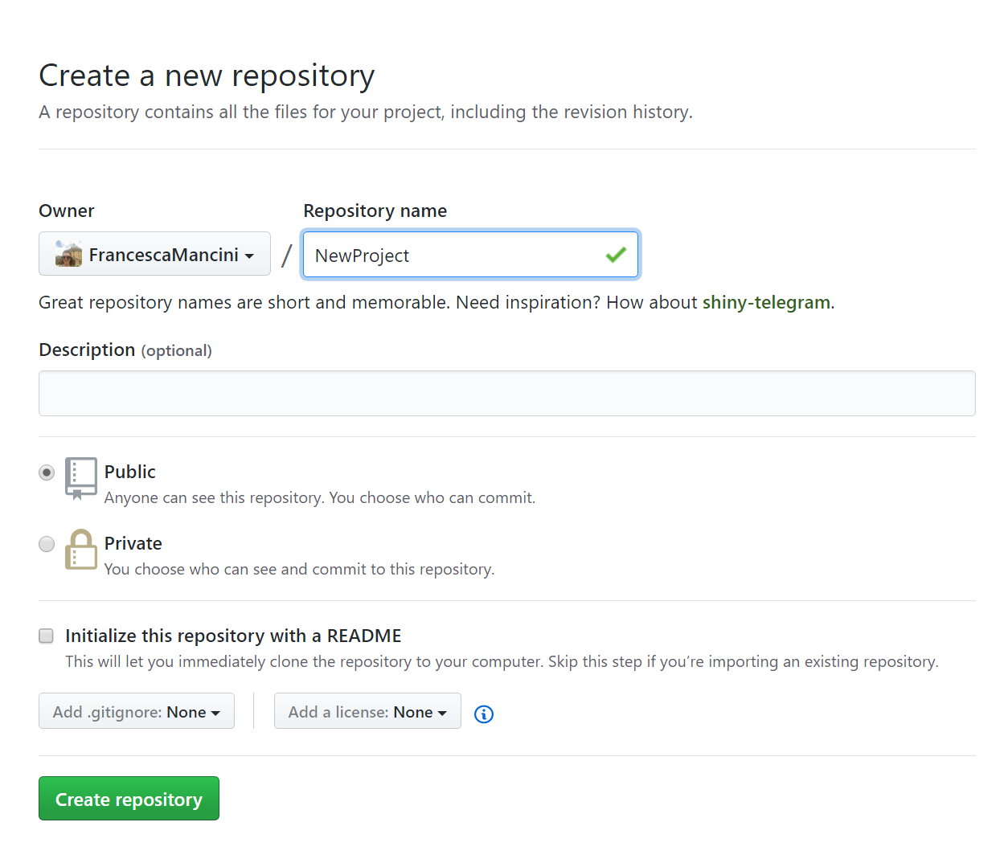 Create a new repository
A repository contains all the files for your project, including the revision history.
Owner
Repository name
FrancescaMancini / NewProject
Great repository names are short and memorable. Need inspiration? How about shiny-telegram.
Description (optional)
Public
Anyone can see this repository. You choose who can commit.
Private
You choose who can see and commit to this repository.
Initialize this repository with a README
This will let you immediately clone the repository to your computer. Skip this step if you’re importing an existing repository.
Add .gitignore: None
Add a license: None
Create repository